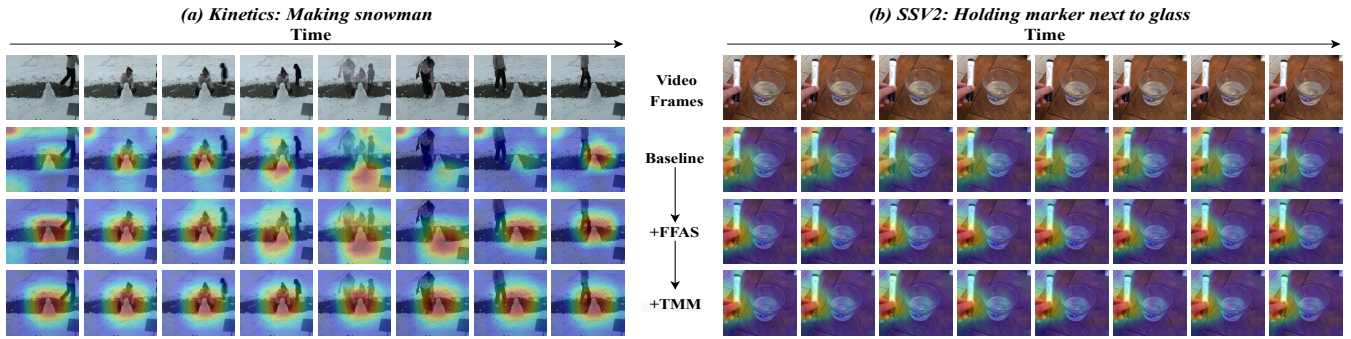 (a) Kinetics: Making snowman
Time
(b) SSV2: Holding marker next to glass
Time
Video
Frames
Baseline
+FFAS
+TMM